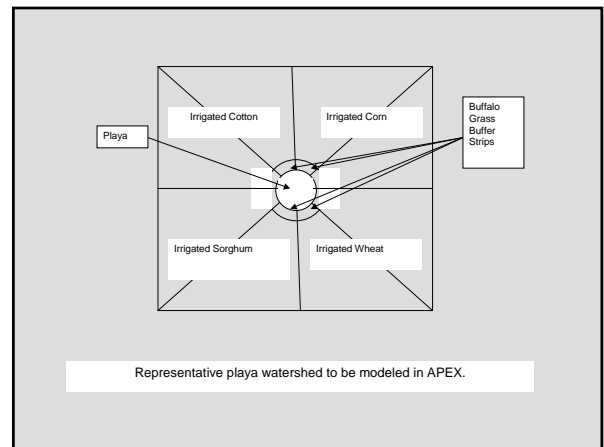 Irrigated Cotton
Irrigated Corn
Buffalo
Grass
Buffer
Strips
Playa
Irrigated Sorghum
Irrigated Wheat
Representative playa watershed to be modeled in APEX.